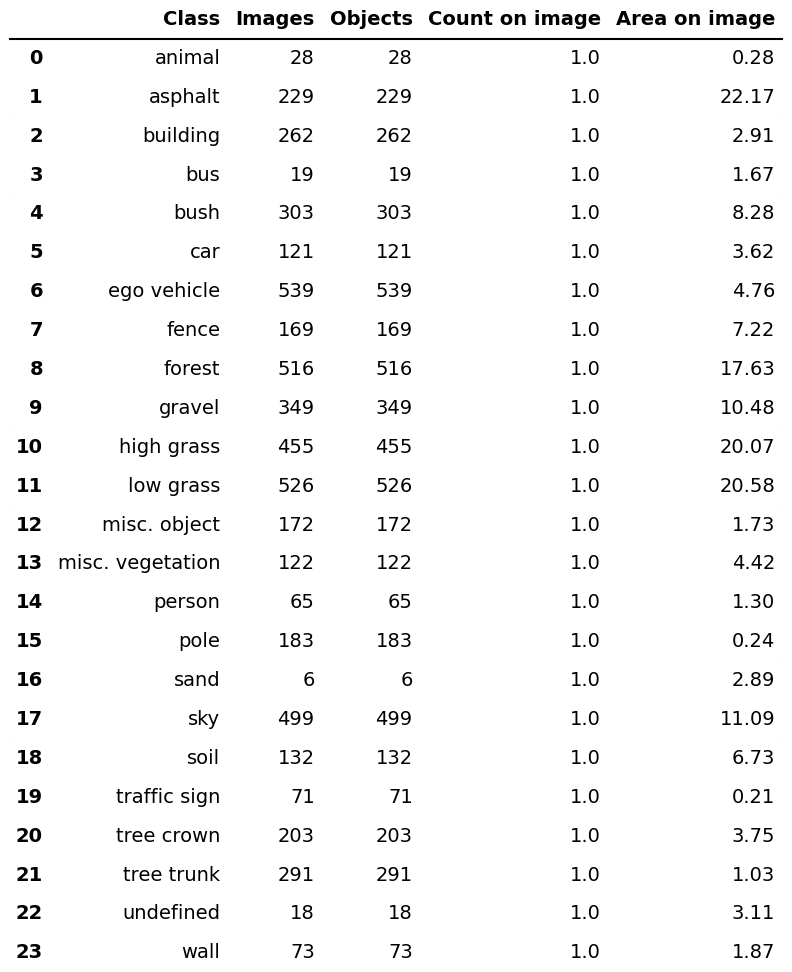 Class Images Objects Count on image Area on image
0 animal 28 28 1.0 0.28
1 asphalt 229 229 1.0 22.17
2 building 262 262 1.0 2.91
3 bus 19 19 1.0 1.67
4 bush 303 303 1.0 8.28
5 car 121 121 1.0 3.62
6 ego vehicle 539 539 1.0 4.76
7 fence 169 169 1.0 7.22
8 forest 516 516 1.0 17.63
9 gravel 349 349 1.0 10.48
10 high grass 455 455 1.0 20.07
11 low grass 526 526 1.0 20.58
12 misc. object 172 172 1.0 1.73
13 misc. vegetation 122 122 1.0 4.42
14 person 65 65 1.0 1.30
15 pole 183 183 1.0 0.24
16 sand 6 6 1.0 2.89
17 sky 499 499 1.0 11.09
18 soil 132 132 1.0 6.73
19 traffic sign 71 71 1.0 0.21
20 tree crown 203 203 1.0 3.75
21 tree trunk 291 291 1.0 1.03
22 undefined 18 18 1.0 3.11
23 wall 73 73 1.0 1.87